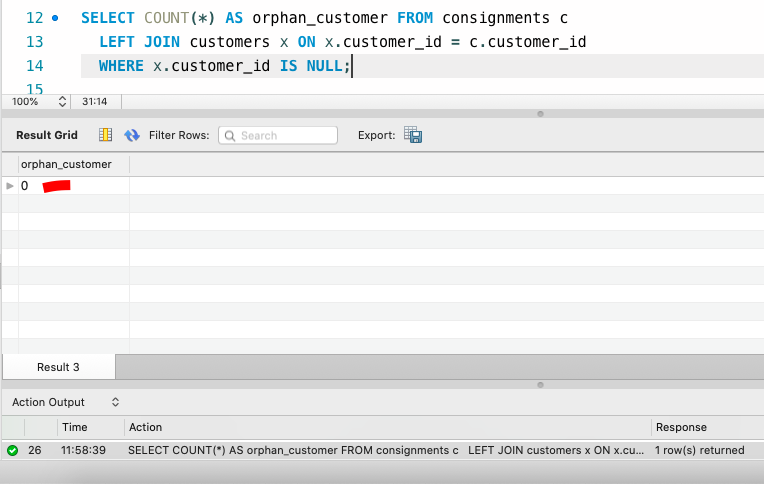 12 SELECT COUNT(*) AS orphan_customer FROM consignments c
13 LEFT JOIN customers x ON x.customer_id = c.customer_id
14 WHERE x.customer_id IS NULL;
15
100% 31:14
Result Grid Filter Rows: Search Export:
orphan_customer
0
Result 3
Action Output
Time Action Response
26 11:58:39 SELECT COUNT(*) AS orphan_customer FROM consignments c LEFT JOIN customers x ON x.cu... 1 row(s) returned